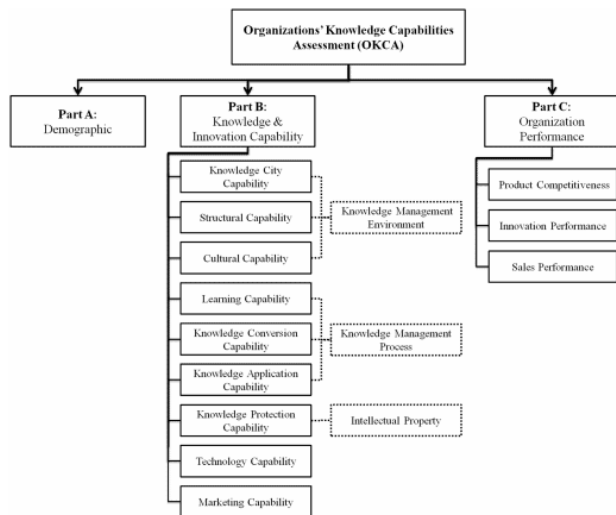 Organizations' Knowledge Capabilities
Assessment (OKCA)
Part A:
Demographic
Part B:
Knowledge &
Innovation Capability
Part C:
Organization
Performance
Knowledge City
Capability
Structural Capability
Cultural Capability
Knowledge Management
Environment
Learning Capability
Knowledge Conversion
Capability
Knowledge Application
Capability
Knowledge Management
Process
Knowledge Protection
Capability
Intellectual Property
Technology Capability
Marketing Capability
Product Competitiveness
Innovation Performance
Sales Performance